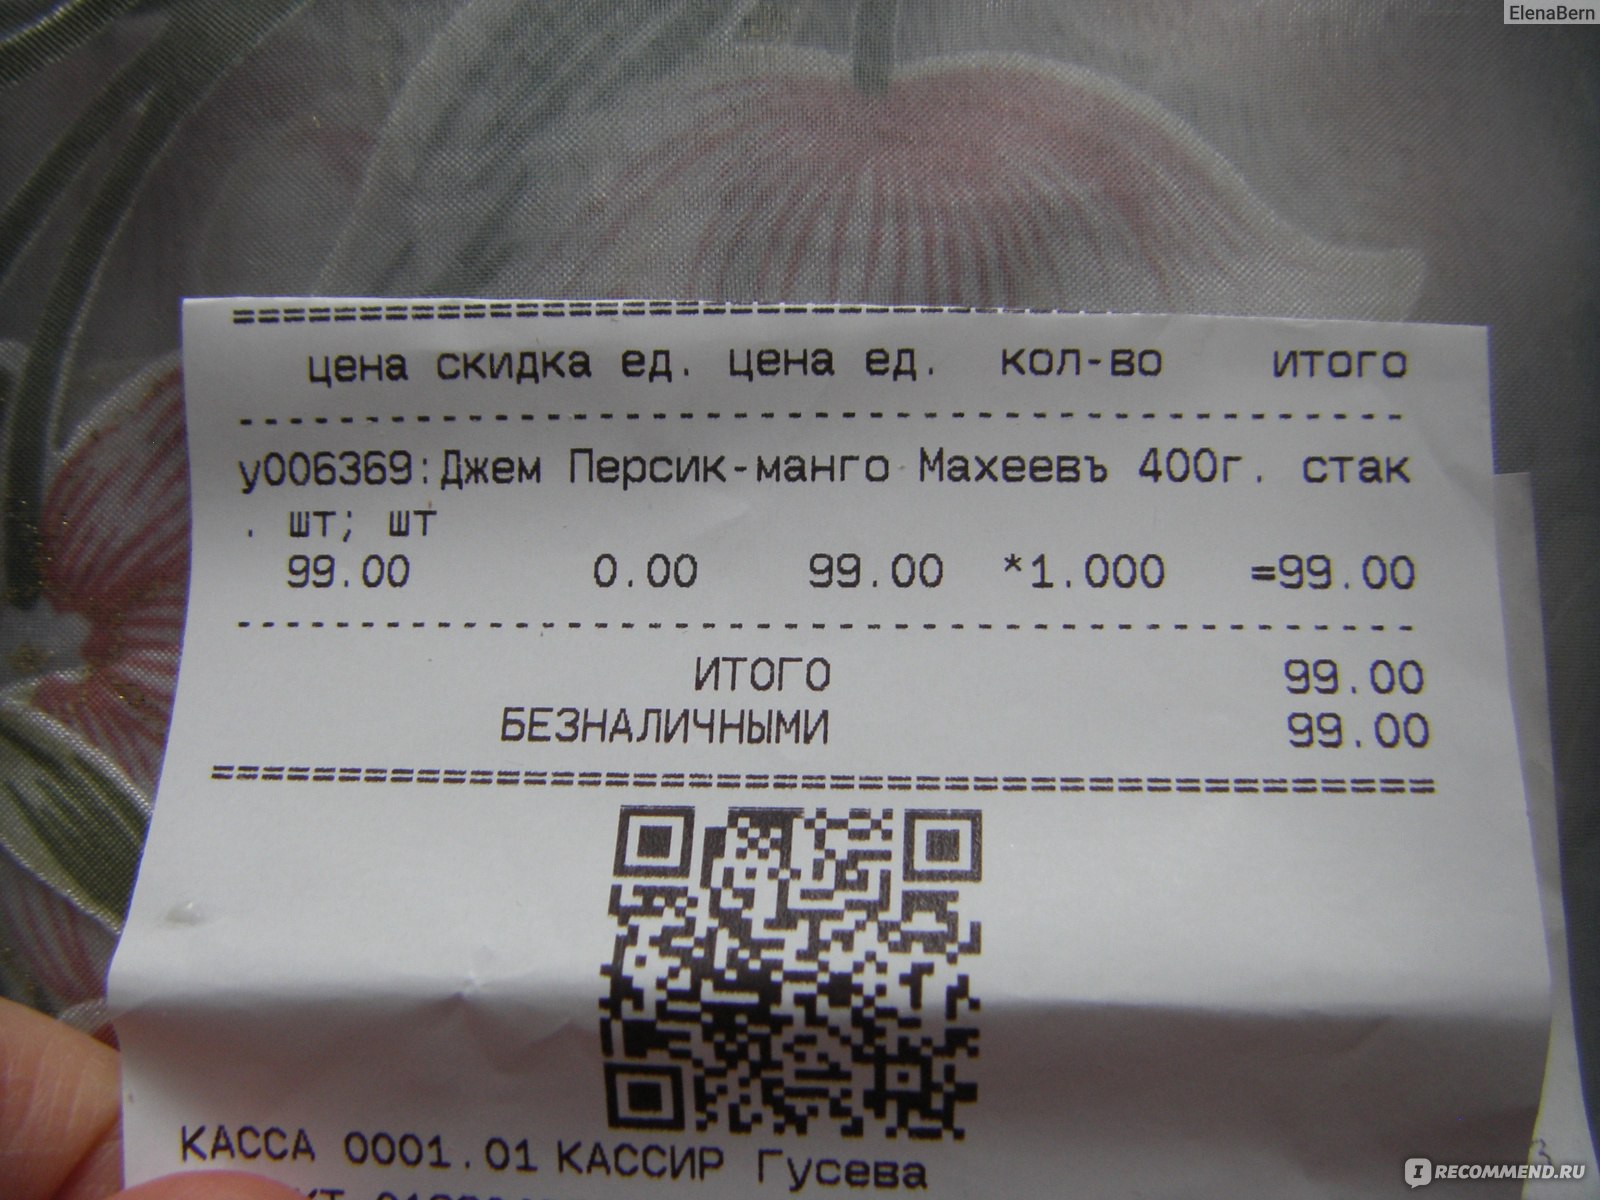 ElenaBern
цена скидка ед. цена ед. кол-во итого
у006369:Джем Персик-манго Махеевъ 400г. стак
. шт; шт
99.00 0.00 99.00 *1.000 =99.00
ИТОГО 99.00
БЕЗНАЛИЧНЫМИ 99.00
КАССА 0001.01 КАССИР Гусева
IRECOMMEND.RU